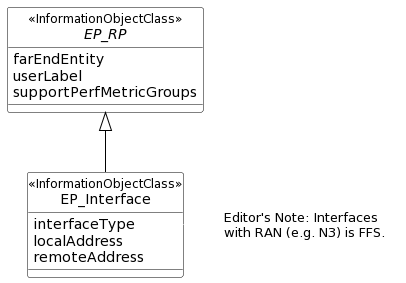 «InformationObjectClass»
EP_RP
farEndEntity
userLabel
supportPerfMetricGroups
«InformationObjectClass»
EP_Interface
interfaceType
localAddress
remoteAddress
Editor's Note: Interfaces
with RAN (e.g. N3) is FFS.